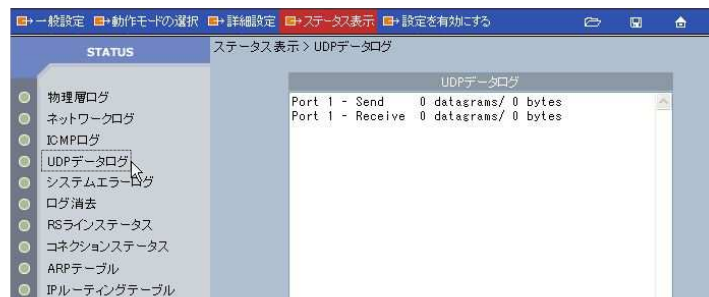 一般設定 動作モードの選択 詳細設定 ステータス表示 設定を有効にする
STATUS
ステータス表示 > UDPデータログ
物理層ログ
ネットワークログ
ICMPログ
UDPデータログ
システムエラーログ
ログ消去
RSラインステータス
コネクションステータス
ARPテーブル
IPルーティングテーブル
UDPデータログ
Port 1 - Send 0 datagrams/ 0 bytes
Port 1 - Receive 0 datagrams/ 0 bytes